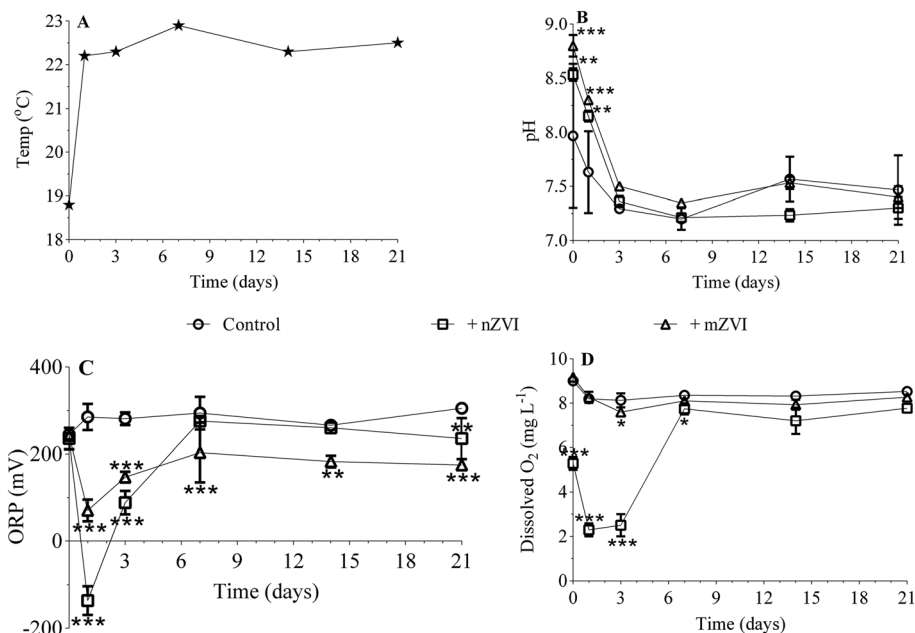 A
Temp (°C)
23
22
21
20
19
18
0 3 6 9 12 15 18 21
Time (days)
B
pH
9.0
8.5
8.0
7.5
7.0
***
**
***
**
0 3 6 9 12 15 18 21
Time (days)
Control +nZVI +mZVI
C
ORP (mV)
400
200
0
-200
***
***
***
***
***
**
**
***
3 6 9 12 15 18 21
Time (days)
D
Dissolved O₂ (mg L⁻¹)
10
8
6
4
2
0
*
*
***
***
***
0 3 6 9 12 15 18 21
Time (days)